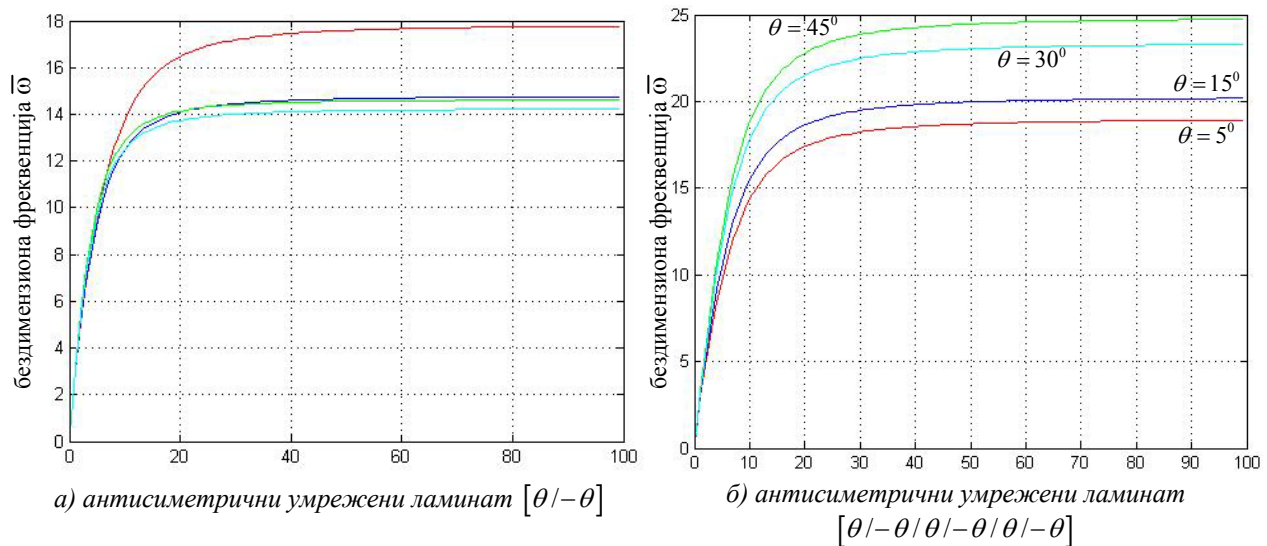 бездимензиона фреквенција ω̅
18
16
14
12
10
8
6
4
2
0
0 20 40 60 80 100
а) антисиметрични умрежени ламинат [θ/−θ]
бездимензиона фреквенција ω̅
25
20
15
10
5
0
θ = 45⁰
θ = 30⁰
θ = 15⁰
θ = 5⁰
0 10 20 30 40 50 60 70 80 90 100
б) антисиметрични умрежени ламинат
[θ/−θ/θ/−θ/θ/−θ]